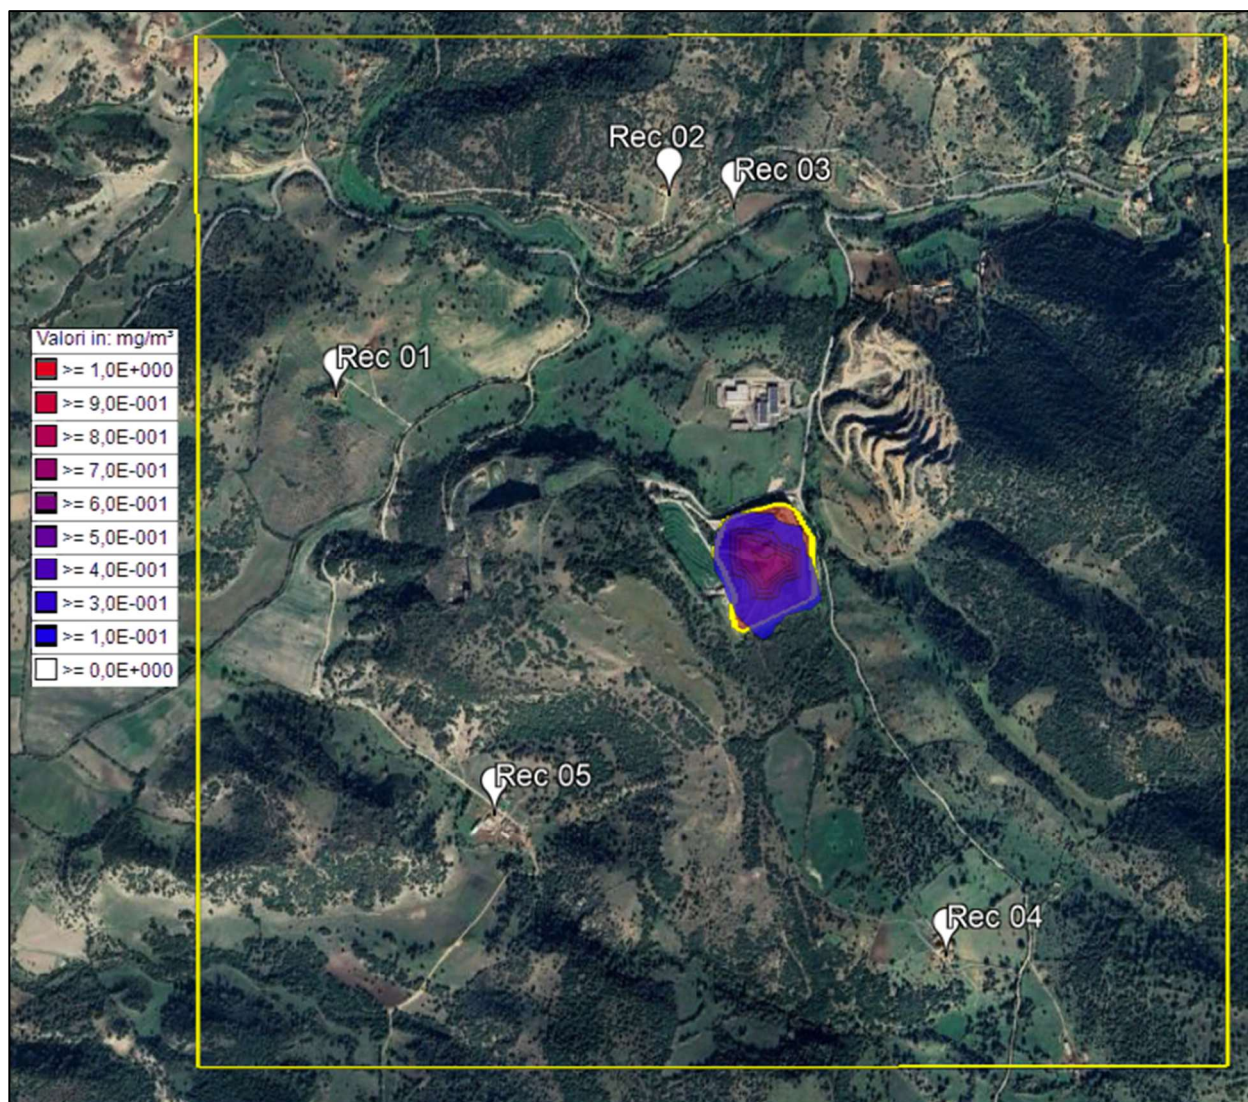 Rec 02
Rec 03
Valori in: mg/m³
>= 1,0E+000
Rec 01
>= 9,0E-001
>= 8,0E-001
>= 7,0E-001
>= 6,0E-001
>= 5,0E-001
>= 4,0E-001
>= 3,0E-001
>= 1,0E-001
>= 0,0E+000
Rec 05
Rec 04